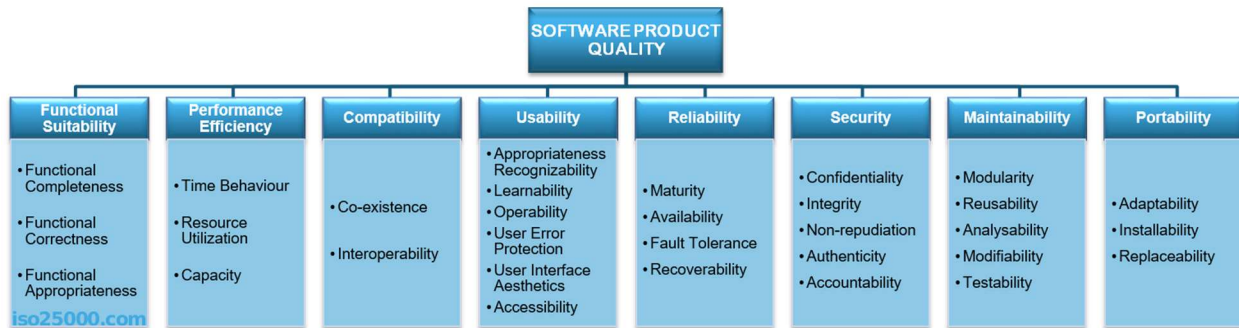 SOFTWARE PRODUCT
QUALITY
Functional
Suitability
• Functional
Completeness
• Functional
Correctness
• Functional
Appropriateness
Performance
Efficiency
• Time Behaviour
• Resource
Utilization
• Capacity
Compatibility
• Co-existence
• Interoperability
Usability
• Appropriateness
Recognizability
• Learnability
• Operability
• User Error
Protection
• User Interface
Aesthetics
• Accessibility
Reliability
• Maturity
• Availability
• Fault Tolerance
• Recoverability
Security
• Confidentiality
• Integrity
• Non-repudiation
• Authenticity
• Accountability
Maintainability
• Modularity
• Reusability
• Analysability
• Modifiability
• Testability
Portability
• Adaptability
• Installability
• Replaceability
iso25000.com